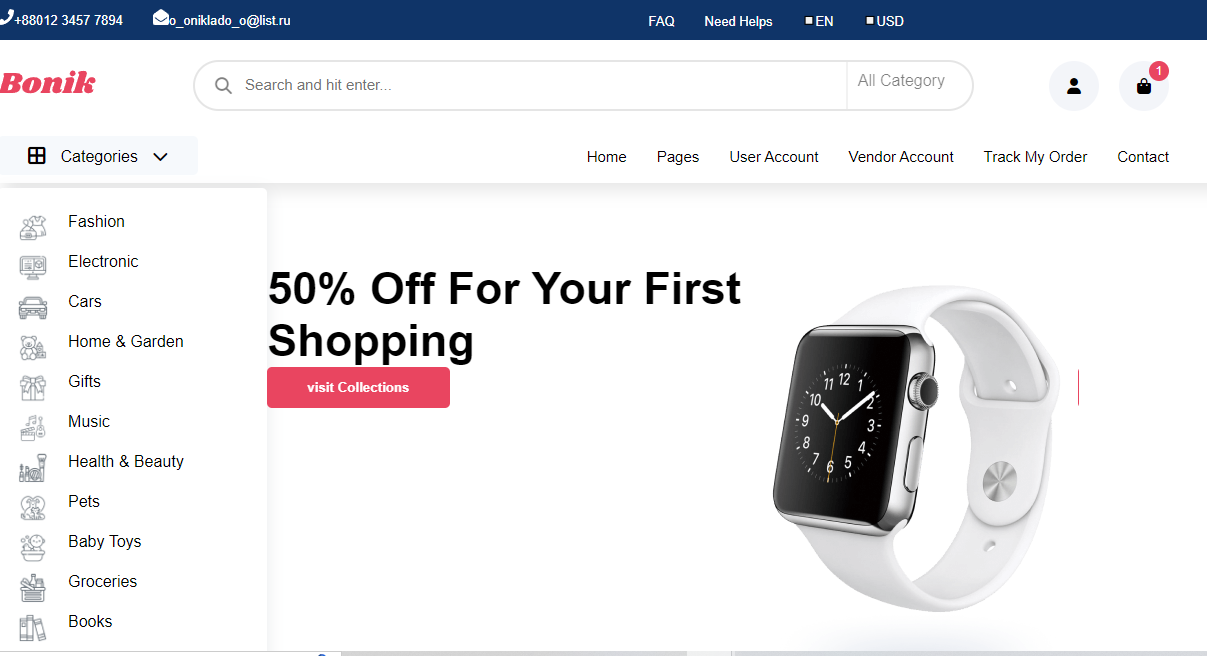 +88012 3457 7894
o_oniklado_o@list.ru
FAQ
Need Helps
EN
USD
Bonik
Search and hit enter...
All Category
1
Categories
Home
Pages
User Account
Vendor Account
Track My Order
Contact
Fashion
Electronic
Cars
Home & Garden
Gifts
Music
Health & Beauty
Pets
Baby Toys
Groceries
Books
50% Off For Your First
Shopping
visit Collections
12
1
2
3
4
5
6
7
8
9
10
11